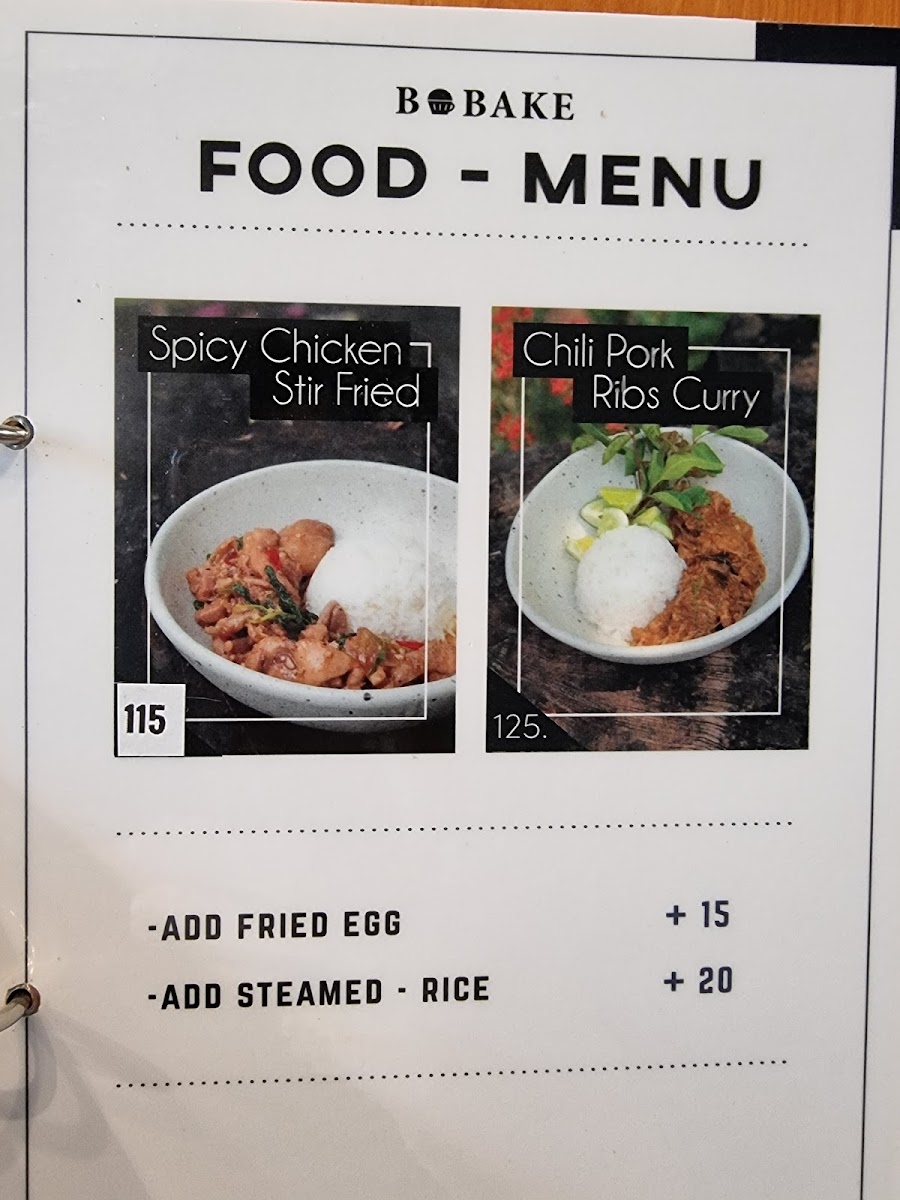 BOBAKE
FOOD - MENU
Spicy Chicken
Stir Fried
115
Chili Pork
Ribs Curry
125.
-ADD FRIED EGG + 15
-ADD STEAMED - RICE + 20